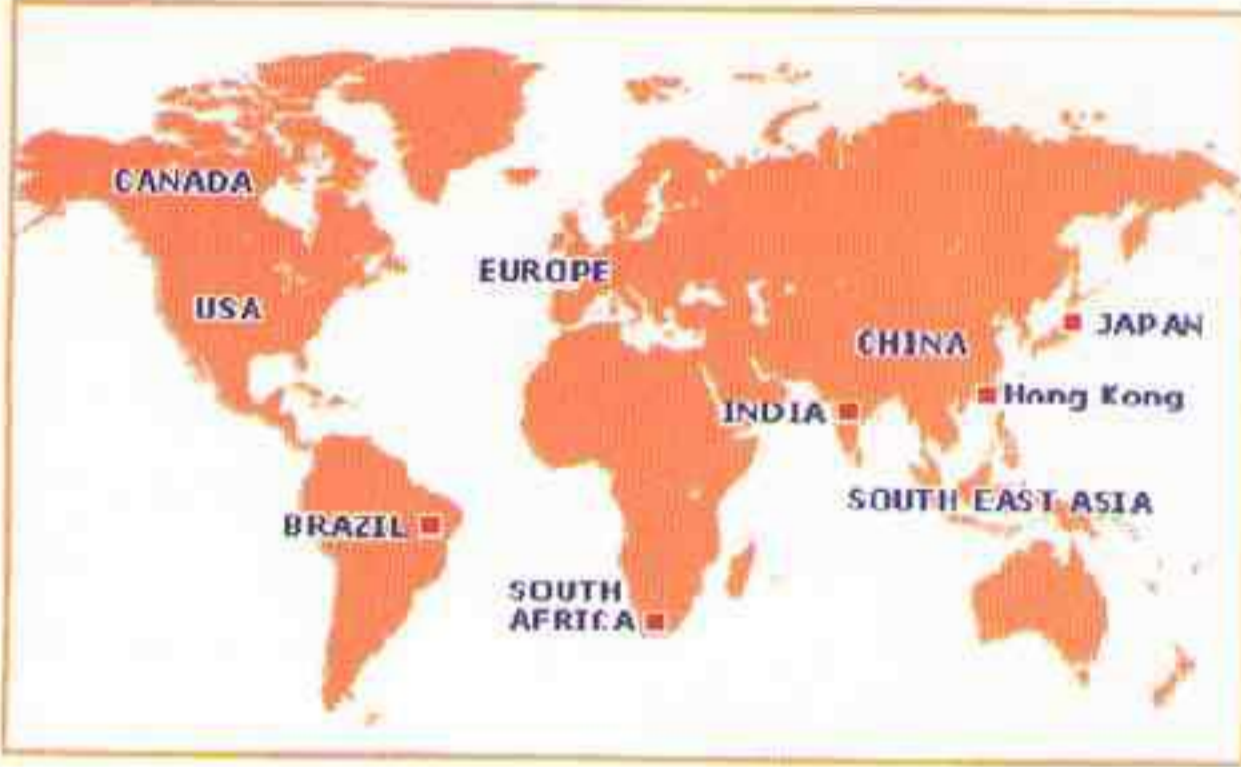 CANADA
EUROPE
USA
JAPAN
CHINA
Hong Kong
INDIA
SOUTH EAST ASIA
BRAZIL
SOUTH
AFRICA